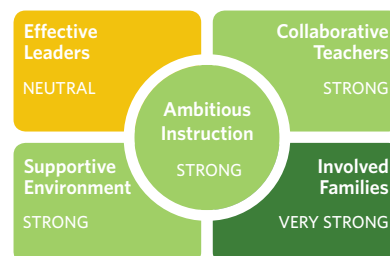 Effective
Leaders
NEUTRAL
Collaborative
Teachers
STRONG
Ambitious
Instruction
STRONG
Supportive
Environment
STRONG
Involved
Families
VERY STRONG